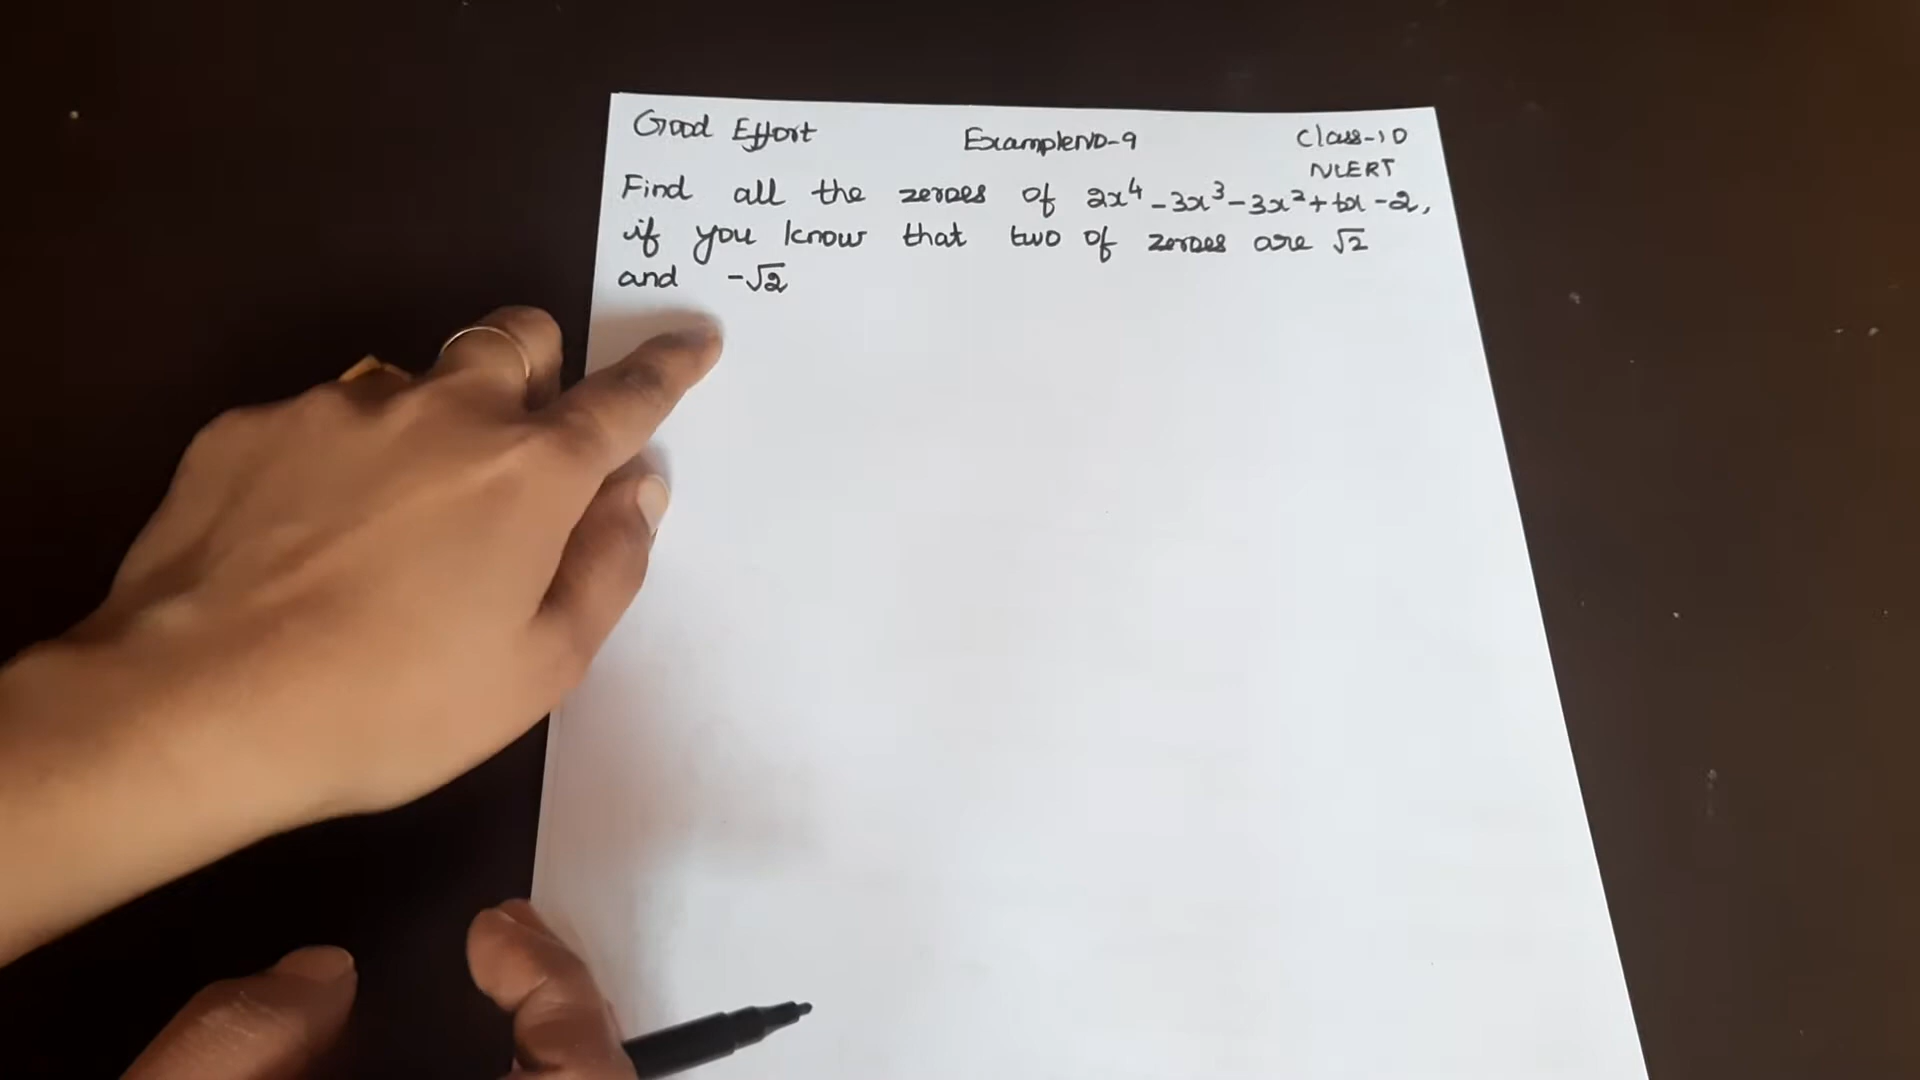 Good Effort Example NO-9 Class-10
NCERT
Find all the zeroes of 2x⁴-3x³-3x²+6x-2,
if you know that two of zeroes are √2
and -√2